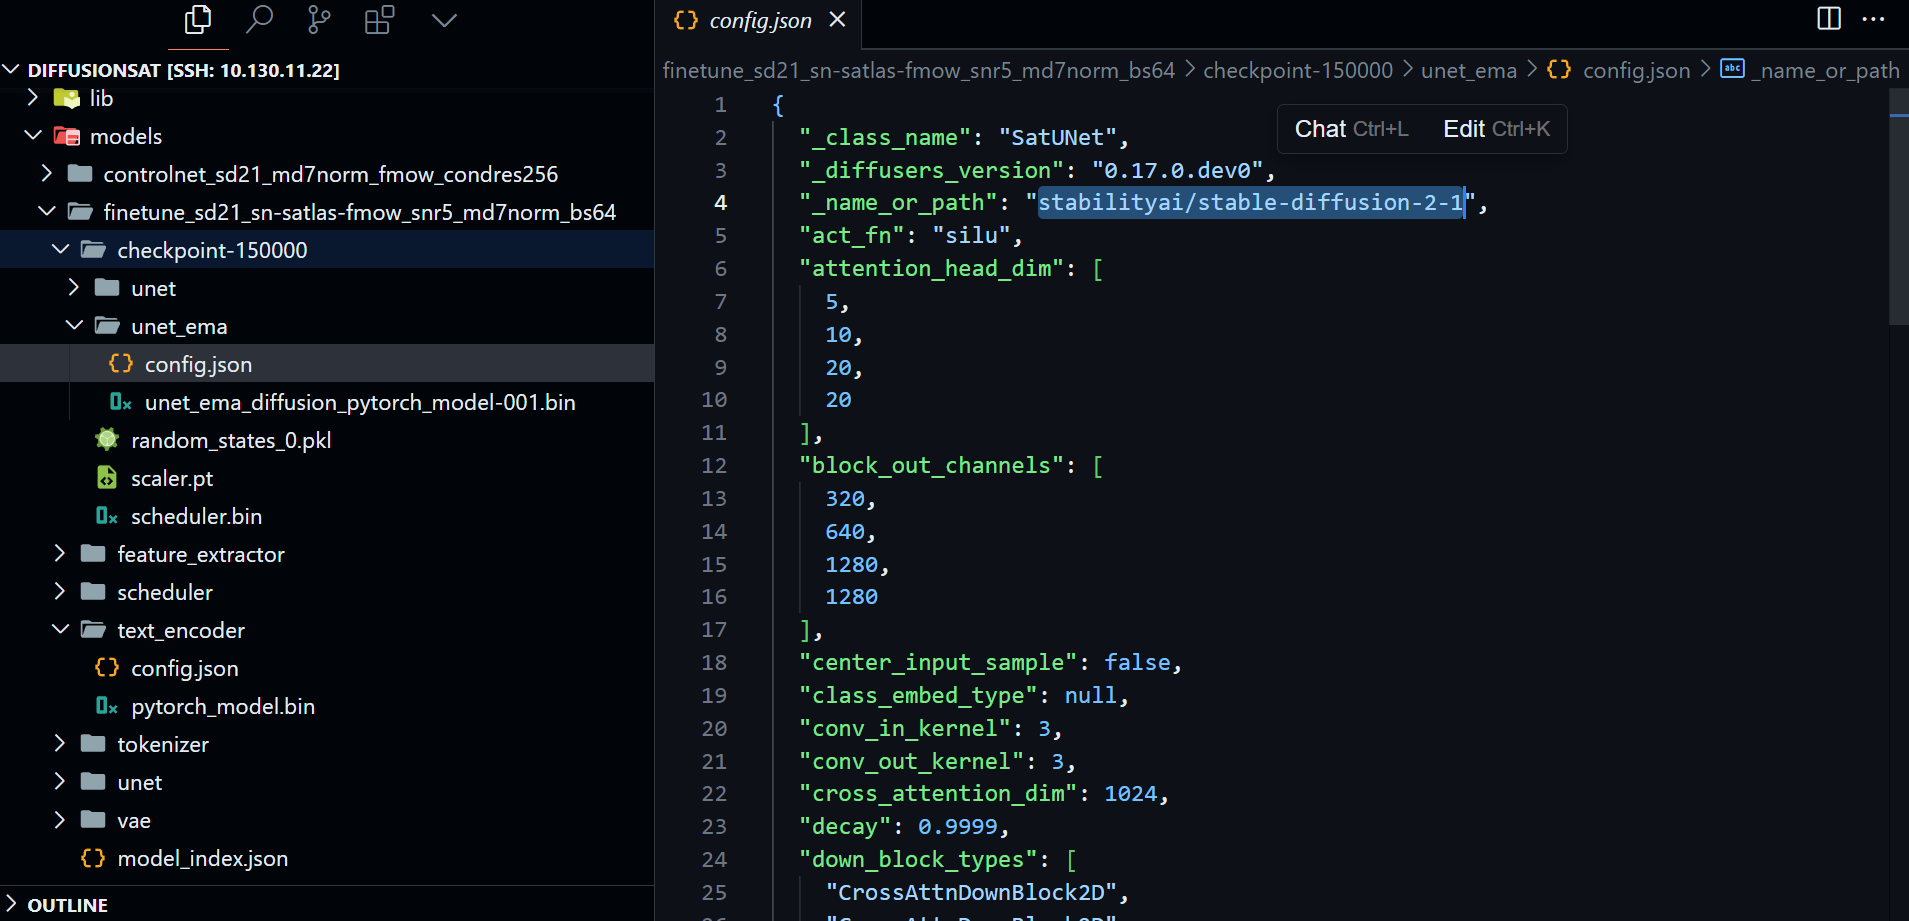 DIFFUSIONSAT [SSH: 10.130.11.22]
lib
models
controlnet_sd21_md7norm_fmow_condres256
finetune_sd21_sn-satlas-fmow_snr5_md7norm_bs64
checkpoint-150000
unet
unet_ema
config.json
unet_ema_diffusion_pytorch_model-001.bin
random_states_0.pkl
scaler.pt
scheduler.bin
feature_extractor
scheduler
text_encoder
config.json
pytorch_model.bin
tokenizer
unet
vae
model_index.json
OUTLINE
config.json
finetune_sd21_sn-satlas-fmow_snr5_md7norm_bs64 > checkpoint-150000 > unet_ema > {} config.json > abc _name_or_path
Chat Ctrl+L Edit Ctrl+K
1 {
2 "_class_name": "SatUNet",
3 "_diffusers_version": "0.17.0.dev0",
4 "_name_or_path": "stabilityai/stable-diffusion-2-1",
5 "act_fn": "silu",
6 "attention_head_dim": [
7 5,
8 10,
9 20,
10 20
11 ],
12 "block_out_channels": [
13 320,
14 640,
15 1280,
16 1280
17 ],
18 "center_input_sample": false,
19 "class_embed_type": null,
20 "conv_in_kernel": 3,
21 "conv_out_kernel": 3,
22 "cross_attention_dim": 1024,
23 "decay": 0.9999,
24 "down_block_types": [
25 "CrossAttnDownBlock2D",